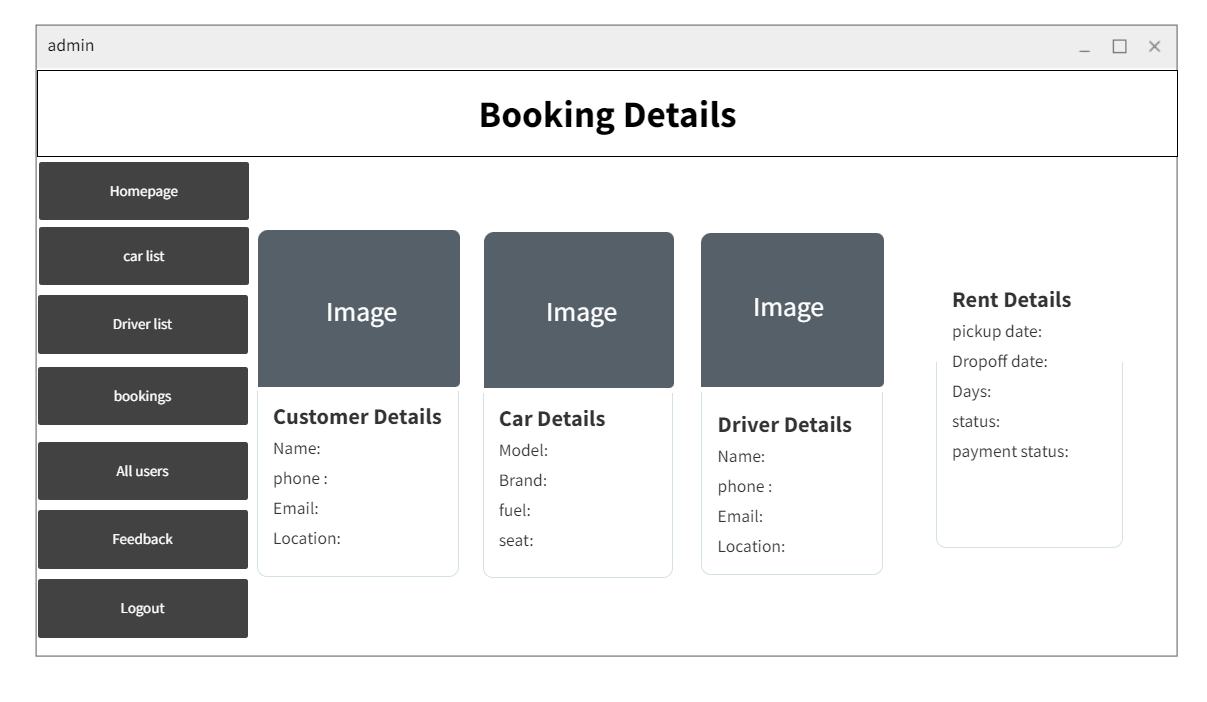 admin
Booking Details
Homepage
car list
Driver list
bookings
All users
Feedback
Logout
Image
Customer Details
Name:
phone :
Email:
Location:
Image
Car Details
Model:
Brand:
fuel:
seat:
Image
Driver Details
Name:
phone :
Email:
Location:
Rent Details
pickup date:
Dropoff date:
Days:
status:
payment status: